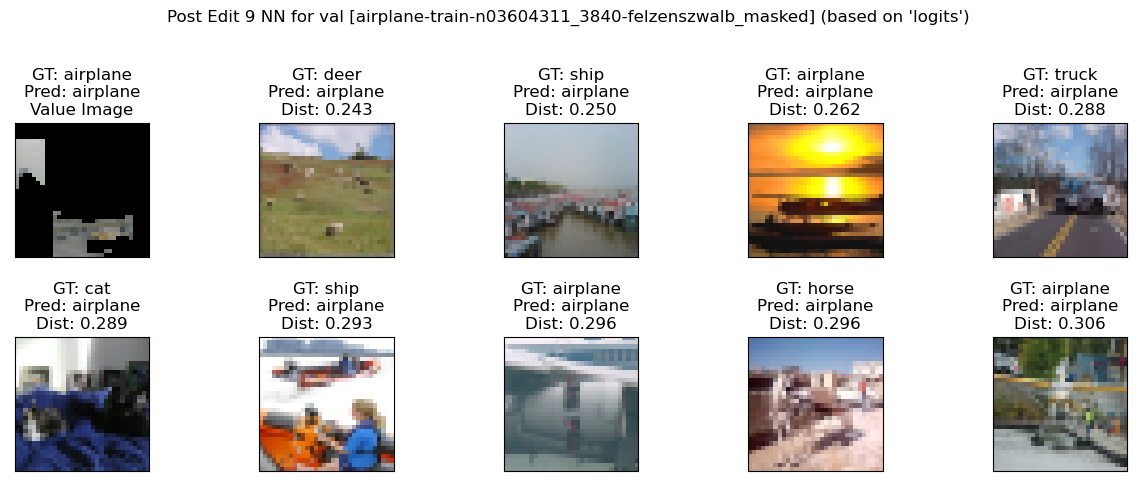 Post Edit 9 NN for val [airplane-train-n03604311_3840-felzenszwalb_masked] (based on 'logits')
GT: airplane
Pred: airplane
Value Image
GT: deer
Pred: airplane
Dist: 0.243
GT: ship
Pred: airplane
Dist: 0.250
GT: airplane
Pred: airplane
Dist: 0.262
GT: truck
Pred: airplane
Dist: 0.288
GT: cat
Pred: airplane
Dist: 0.289
GT: ship
Pred: airplane
Dist: 0.293
GT: airplane
Pred: airplane
Dist: 0.296
GT: horse
Pred: airplane
Dist: 0.296
GT: airplane
Pred: airplane
Dist: 0.306